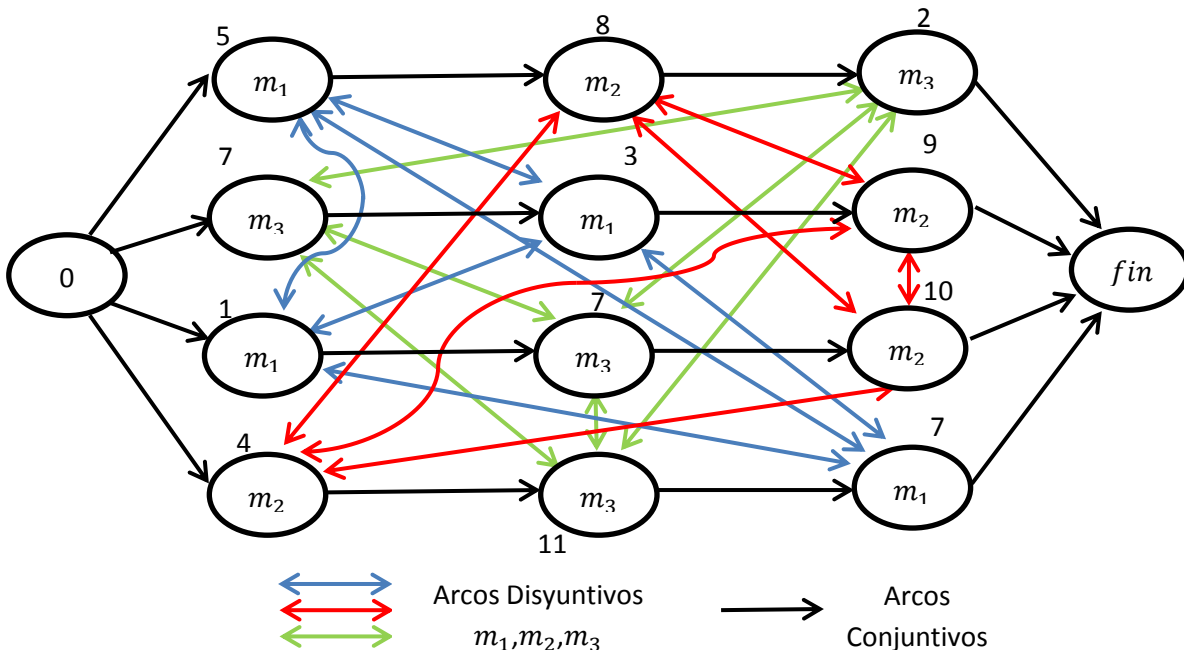 5
8
2
m₁
m₂
m₃
7
3
9
m₃
m₁
m₂
0
fin
1
7
10
m₁
m₃
m₂
4
7
m₂
m₃
m₁
11
Arcos Disyuntivos
m₁,m₂,m₃
Arcos
Conjuntivos